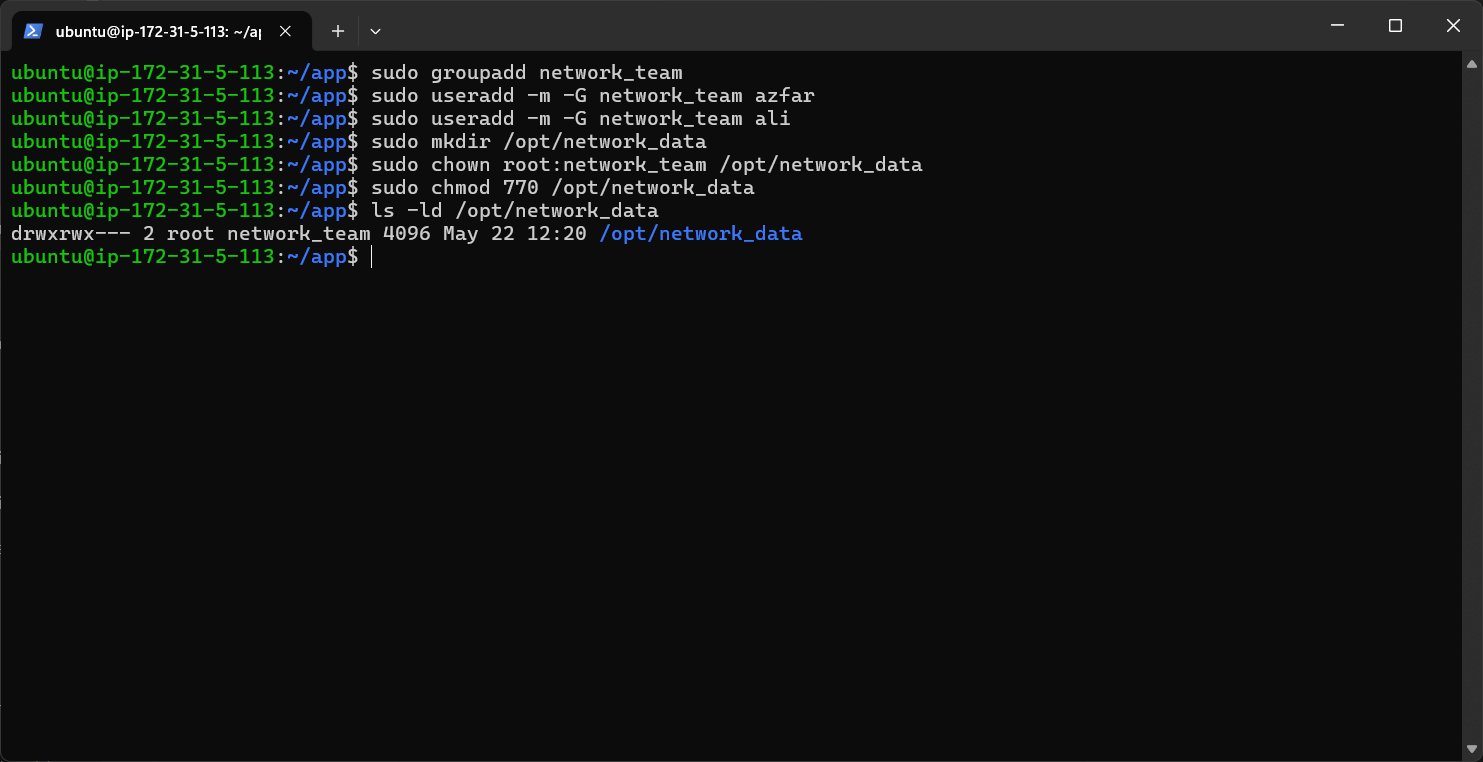 ubuntu@ip-172-31-5-113: ~/ap
ubuntu@ip-172-31-5-113:~/app$ sudo groupadd network_team
ubuntu@ip-172-31-5-113:~/app$ sudo useradd -m -G network_team azfar
ubuntu@ip-172-31-5-113:~/app$ sudo useradd -m -G network_team ali
ubuntu@ip-172-31-5-113:~/app$ sudo mkdir /opt/network_data
ubuntu@ip-172-31-5-113:~/app$ sudo chown root:network_team /opt/network_data
ubuntu@ip-172-31-5-113:~/app$ sudo chmod 770 /opt/network_data
ubuntu@ip-172-31-5-113:~/app$ ls -ld /opt/network_data
drwxrwx--- 2 root network_team 4096 May 22 12:20 /opt/network_data
ubuntu@ip-172-31-5-113:~/app$